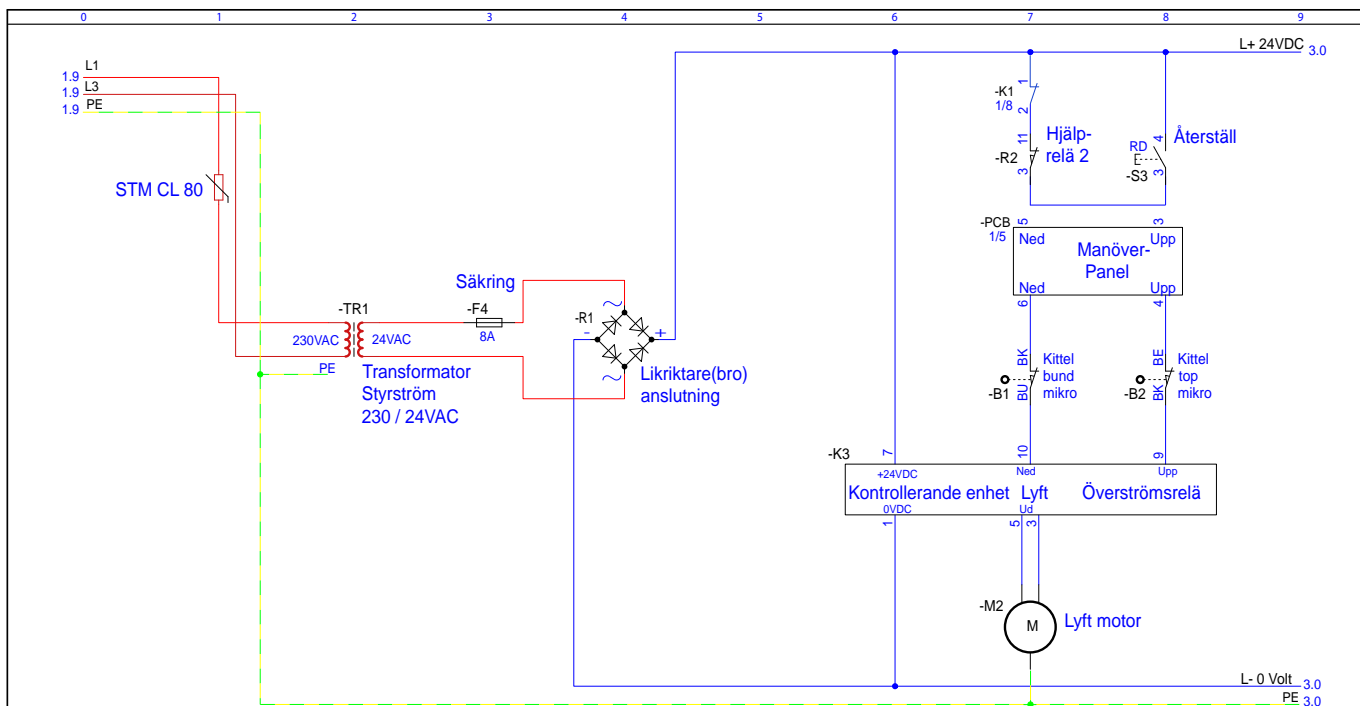 0 1 2 3 4 5 6 7 8 9
L+ 24VDC 3.0
1.9 L1
1.9 L3
1.9 PE
STM CL 80
-K1
1/8
1
2
11
-R2
3
Hjälp-
relä 2
4
RD
-S3
3
Återställ
-PCB
1/5
5
3
Ned
Upp
Manöver-
Panel
Ned
Upp
6
4
Säkring
-TR1
-F4
8A
230VAC
24VAC
PE
Transformator
Styrström
230 / 24VAC
-R1
-
+
Likriktare(bro)
anslutning
BK
-B1
BU
Kittel
bund
mikro
BE
-B2
BK
Kittel
top
mikro
-K3
7
10
9
+24VDC
Ned
Upp
Kontrollerande enhet Lyft Överströmsrelä
0VDC
Ud
1
5
3
-M2
M
Lyft motor
L- 0 Volt 3.0
PE 3.0